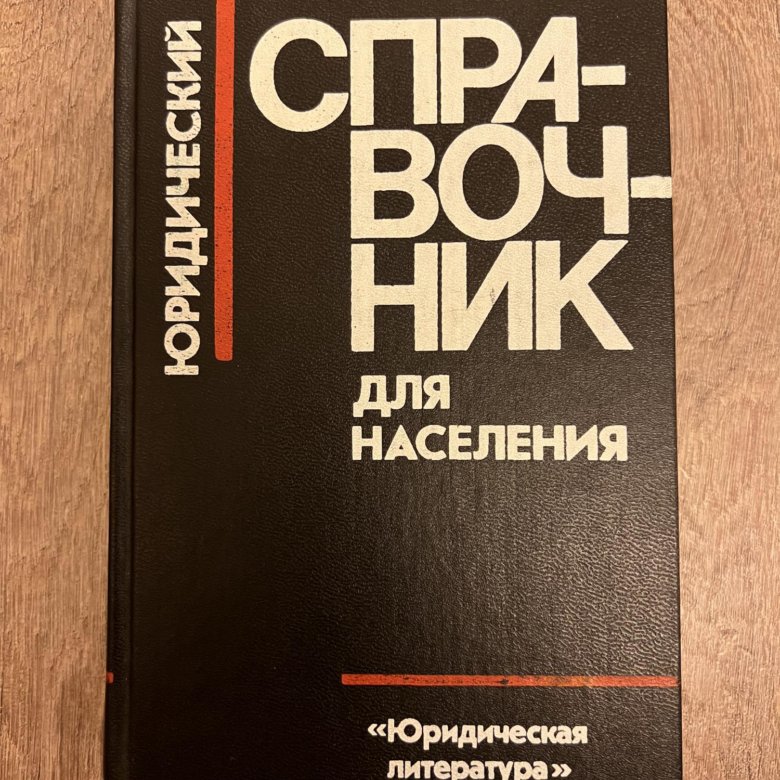 ЮРИДИЧЕСКИЙ
СПРА-
ВОЧ-
НИК
ДЛЯ
НАСЕЛЕНИЯ
«Юридическая
литература»